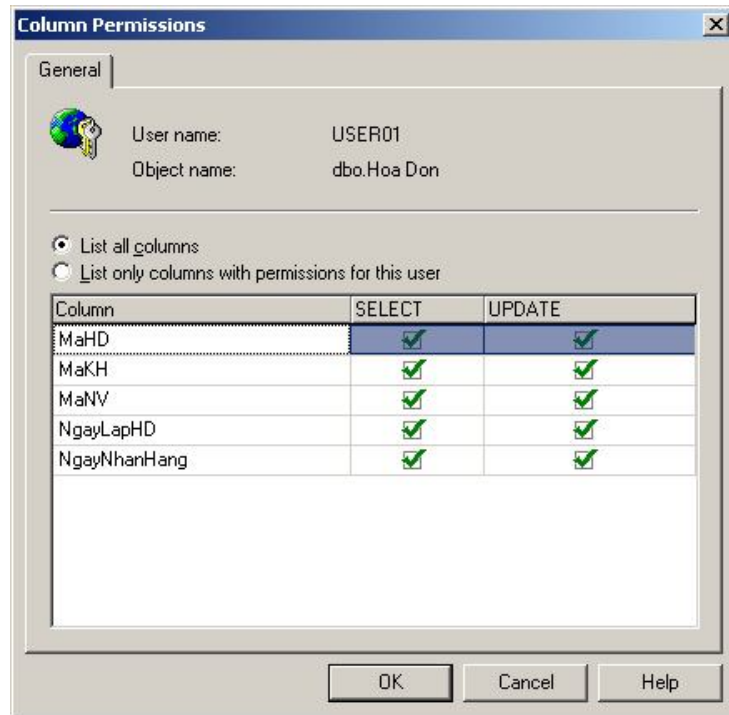 Column Permissions
General
User name: USER01
Object name: dbo.Hoa Don
List all columns
List only columns with permissions for this user
Column SELECT UPDATE
MaHD
MaKH
MaNV
NgayLapHD
NgayNhanHang
OK Cancel Help